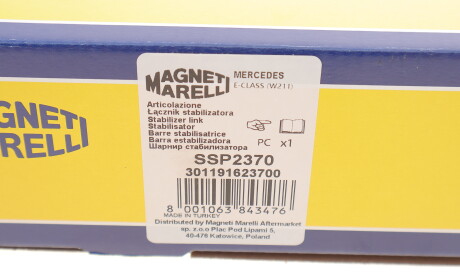 MAGNETI
MARELLI
MAGNETI
MARELLI
MERCEDES
E-CLASS (W211)
Articolazione
Łącznik stabilizatora
Stabilizer link
Stabilisator
Barre stabilisatrice
Barra estabilizadora
Шарнир стабилизатора
PC x1
SSP2370
301191623700
8 001063 843476
MADE IN TURKEY
Distributed by Magneti Marelli Aftermarket
sp. z.o.o Plac Pod Lipami 5,
40-476 Katowice, Poland